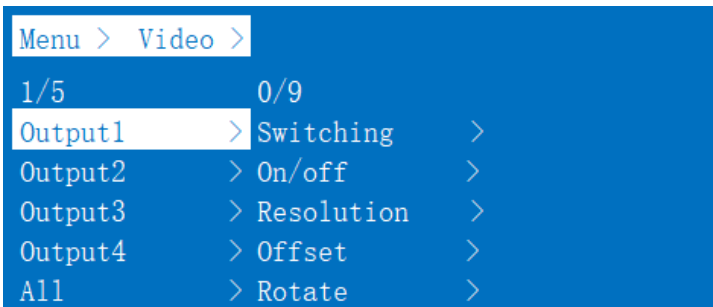 Menu > Video >
1/5 0/9
Output1 > Switching >
Output2 > On/off >
Output3 > Resolution >
Output4 > Offset >
All > Rotate >